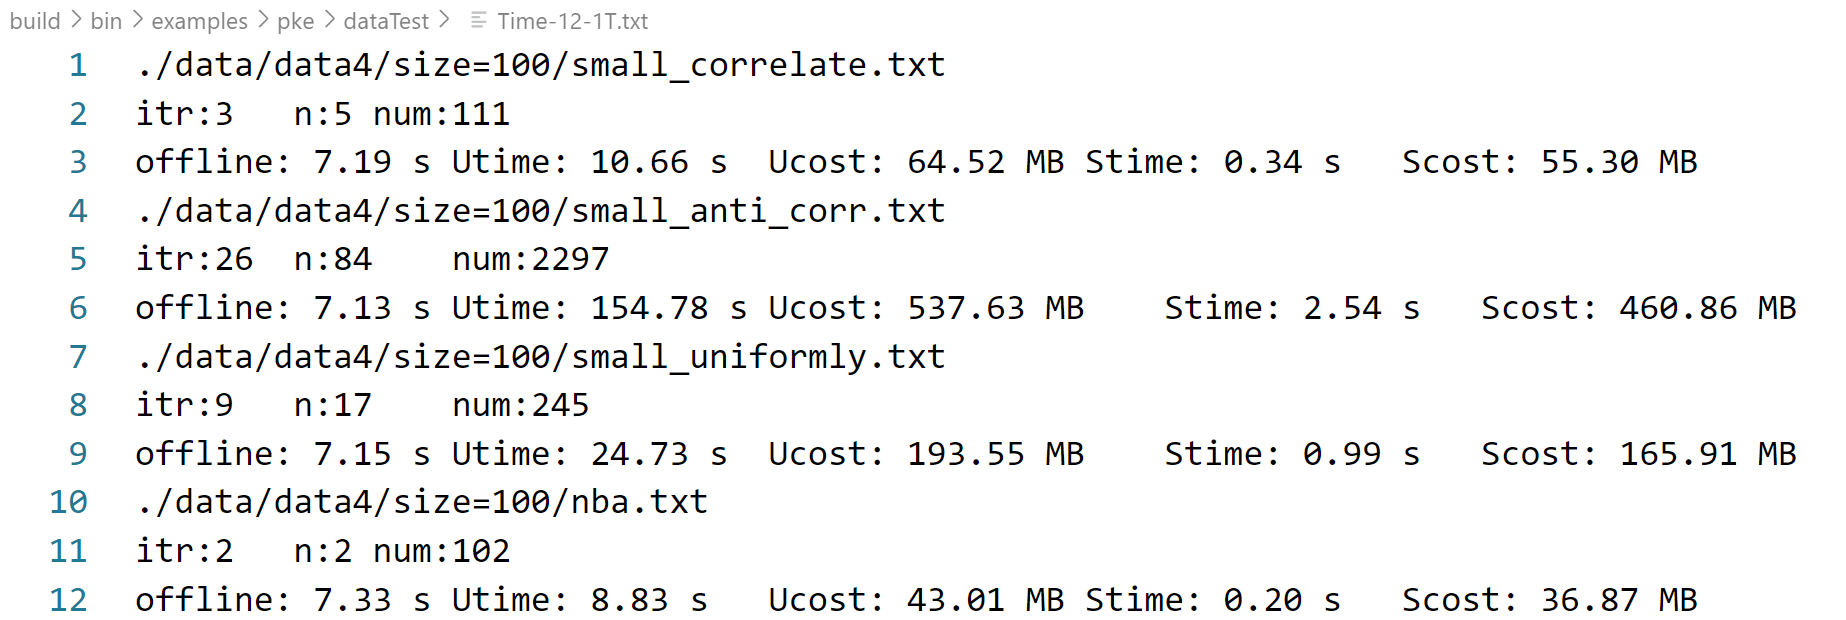 build > bin > examples > pke > dataTest > Time-12-1T.txt
1 ./data/data4/size=100/small_correlate.txt
2 itr:3 n:5 num:111
3 offline: 7.19 s Utime: 10.66 s Ucost: 64.52 MB Stime: 0.34 s Scost: 55.30 MB
4 ./data/data4/size=100/small_anti_corr.txt
5 itr:26 n:84 num:2297
6 offline: 7.13 s Utime: 154.78 s Ucost: 537.63 MB Stime: 2.54 s Scost: 460.86 MB
7 ./data/data4/size=100/small_uniformly.txt
8 itr:9 n:17 num:245
9 offline: 7.15 s Utime: 24.73 s Ucost: 193.55 MB Stime: 0.99 s Scost: 165.91 MB
10 ./data/data4/size=100/nba.txt
11 itr:2 n:2 num:102
12 offline: 7.33 s Utime: 8.83 s Ucost: 43.01 MB Stime: 0.20 s Scost: 36.87 MB